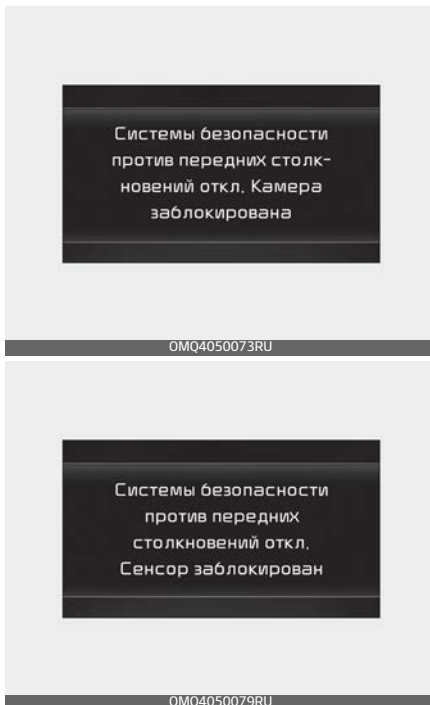 Системы безопасности
против передних столк-
новений откл. Камера
заблокирована
OMQ4050073RU
Системы безопасности
против передних
столкновений откл.
Сенсор заблокирован
OMQ4050079RU